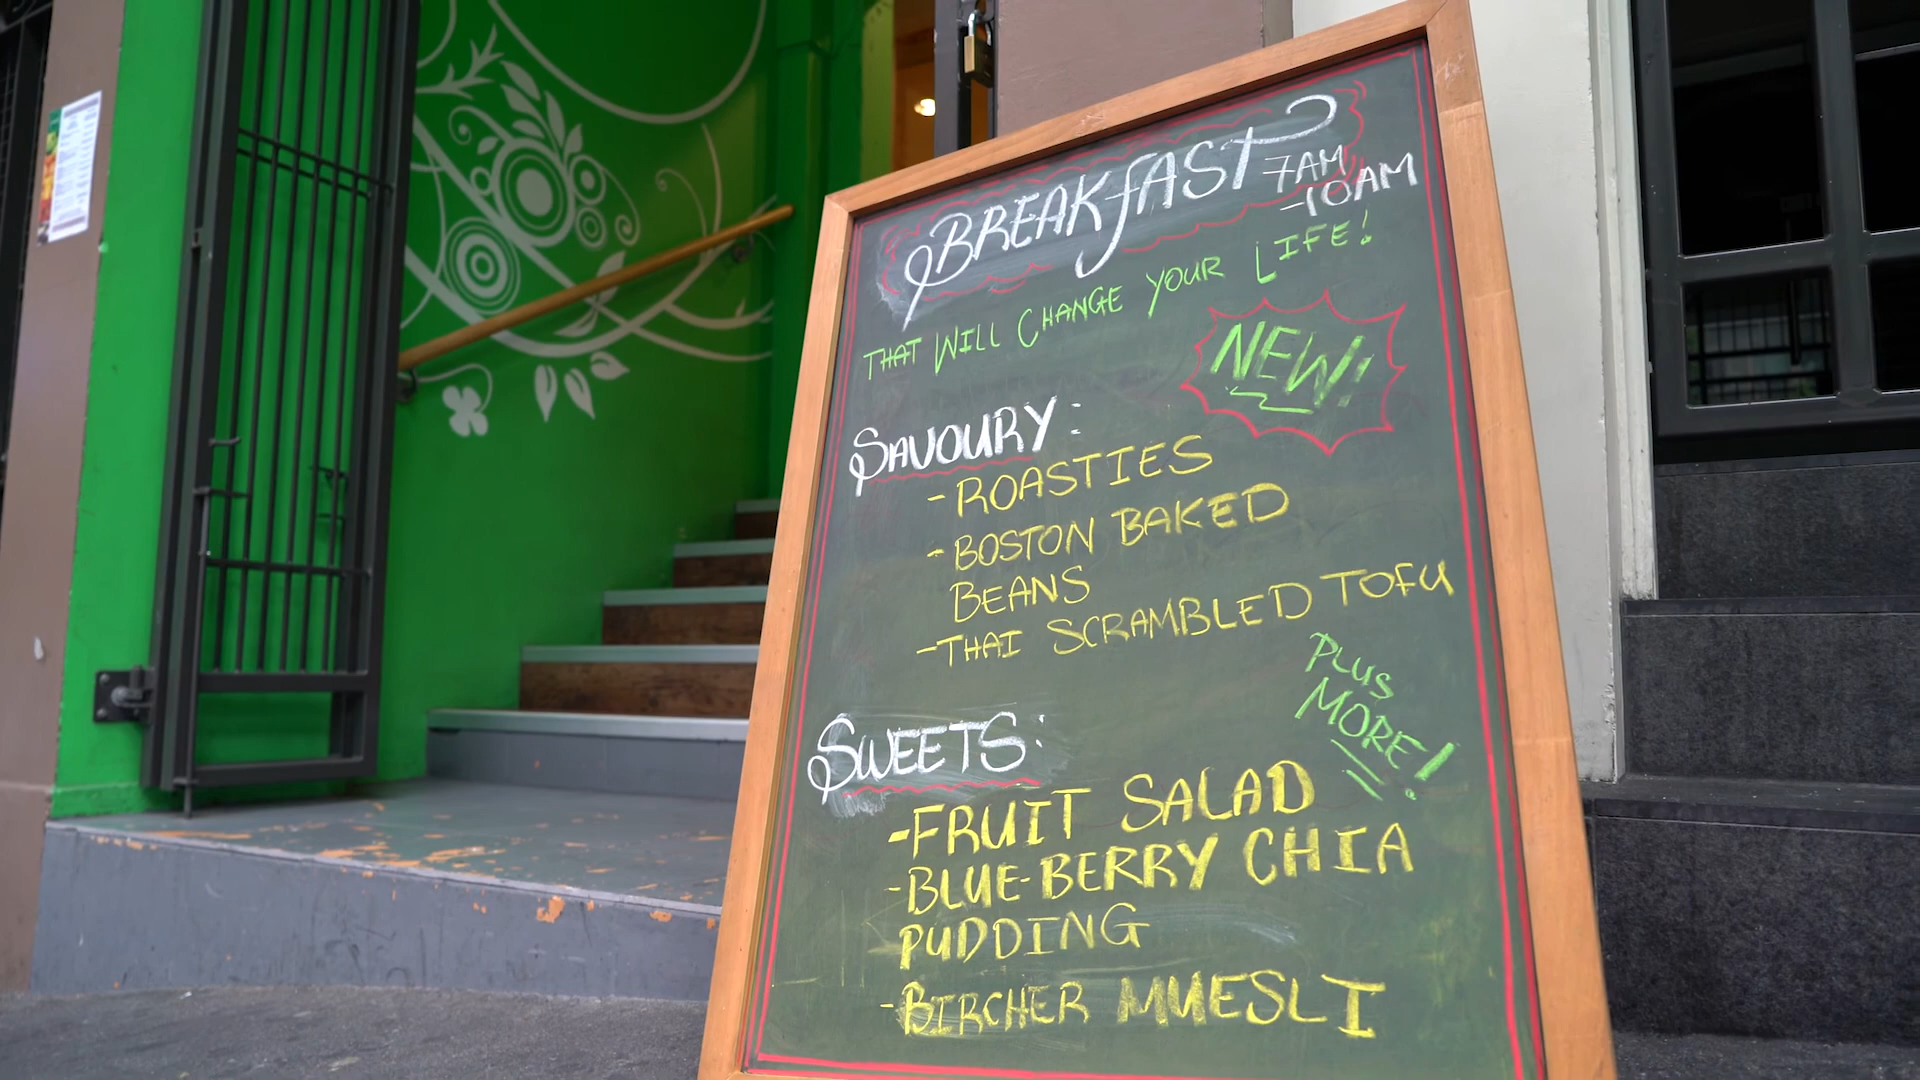 BREAKFAST 7AM
-10AM
THAT WILL CHANGE YOUR LIFE!
NEW!
SAVOURY:
-ROASTIES
-BOSTON BAKED
BEANS
-THAI SCRAMBLED TOFU
PLUS
MORE!
SWEETS:
-FRUIT SALAD
-BLUE-BERRY CHIA
PUDDING
-BIRCHER MUESLI